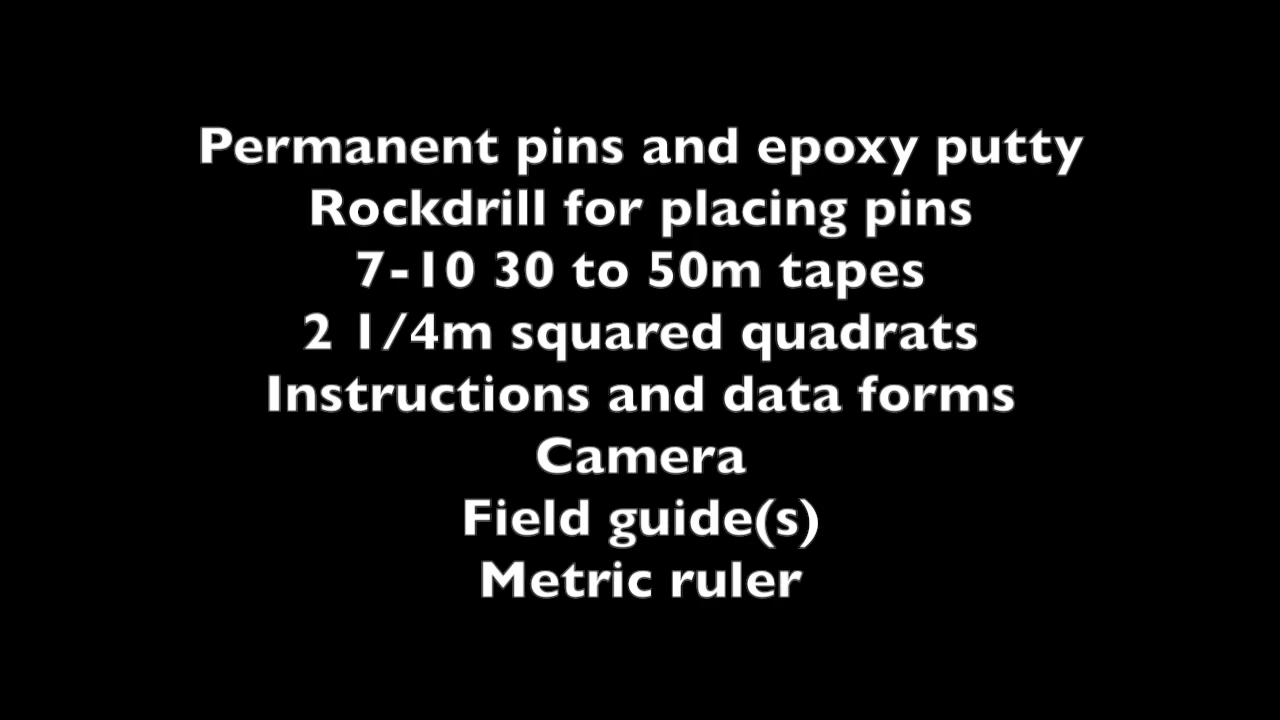 Permanent pins and epoxy putty
Rockdrill for placing pins
7-10 30 to 50m tapes
2 1/4m squared quadrats
Instructions and data forms
Camera
Field guide(s)
Metric ruler